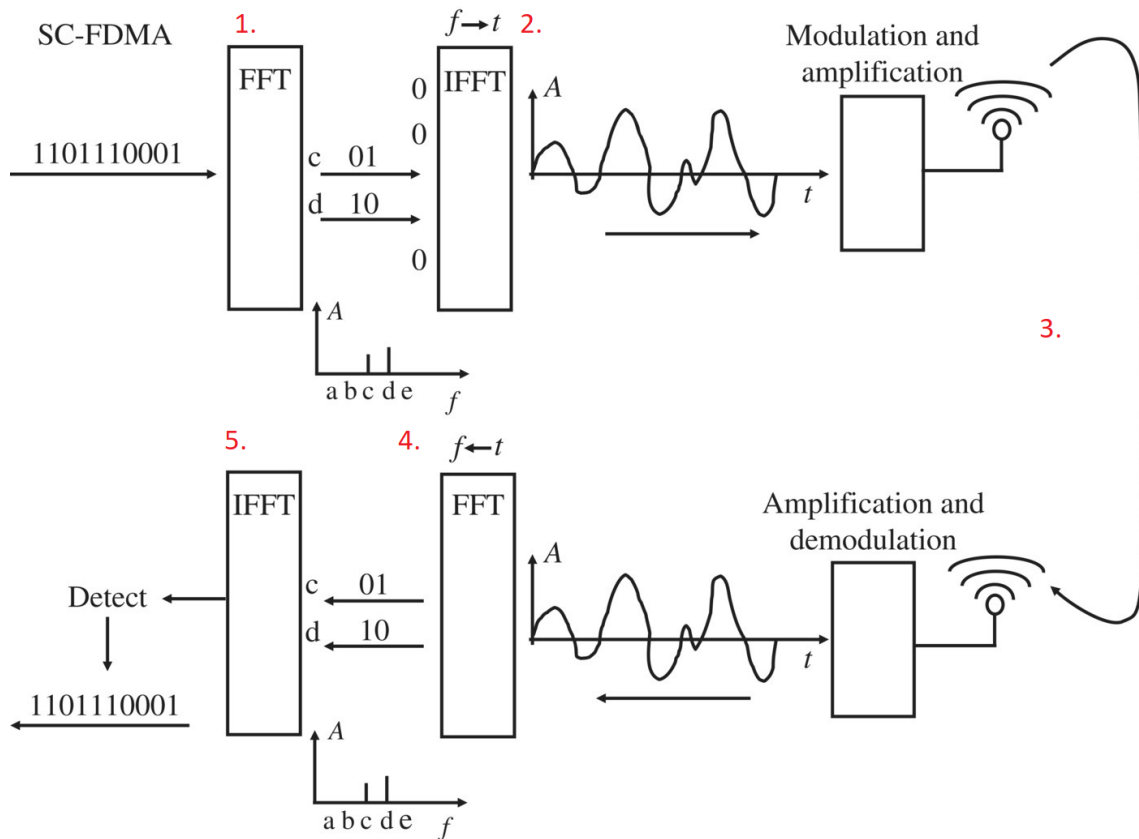 SC-FDMA
1.
f→t
2.
Modulation and
amplification
FFT
IFFT
0
0
A
1101110001
c
01
d
10
t
0
A
a b c d e
f
3.
5.
4.
f←t
IFFT
FFT
Amplification and
demodulation
A
c
01
Detect
d
10
t
1101110001
A
a b c d e
f